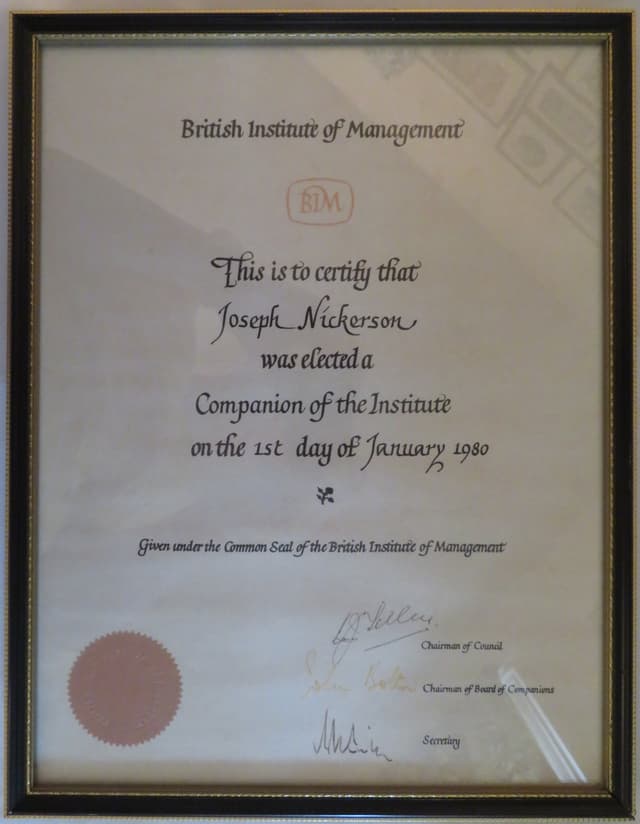 British Institute of Management
BIM
This is to certify that
Joseph Nickerson
was elected a
Companion of the Institute
on the 1st day of January 1980
Given under the Common Seal of the British Institute of Management
Chairman of Council
John Bolton Chairman of Board of Companions
Secretary